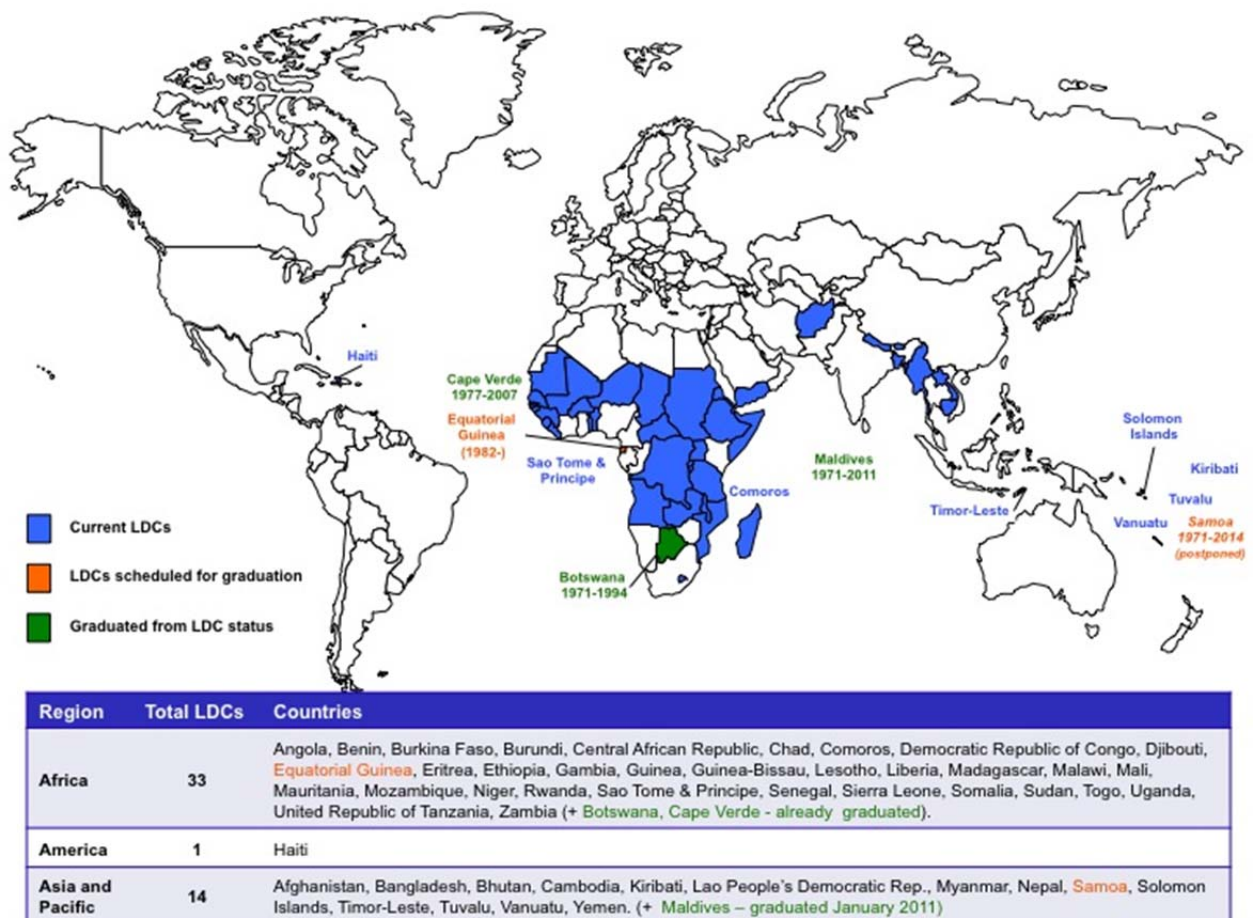 Haiti
Cape Verde
1977-2007
Equatorial
Guinea
(1982-)
Sao Tome &
Principe
Comoros
Maldives
1971-2011
Botswana
1971-1994
Solomon
Islands
Kiribati
Timor-Leste
Tuvalu
Vanuatu
Samoa
1971-2014
(postponed)
Current LDCs
LDCs scheduled for graduation
Graduated from LDC status
Region Total LDCs Countries
Africa 33
Angola, Benin, Burkina Faso, Burundi, Central African Republic, Chad, Comoros, Democratic Republic of Congo, Djibouti,
Equatorial Guinea, Eritrea, Ethiopia, Gambia, Guinea, Guinea-Bissau, Lesotho, Liberia, Madagascar, Malawi, Mali,
Mauritania, Mozambique, Niger, Rwanda, Sao Tome & Principe, Senegal, Sierra Leone, Somalia, Sudan, Togo, Uganda,
United Republic of Tanzania, Zambia (+ Botswana, Cape Verde - already graduated).
America 1 Haiti
Asia and
Pacific
14
Afghanistan, Bangladesh, Bhutan, Cambodia, Kiribati, Lao People's Democratic Rep., Myanmar, Nepal, Samoa, Solomon
Islands, Timor-Leste, Tuvalu, Vanuatu, Yemen. (+ Maldives – graduated January 2011)